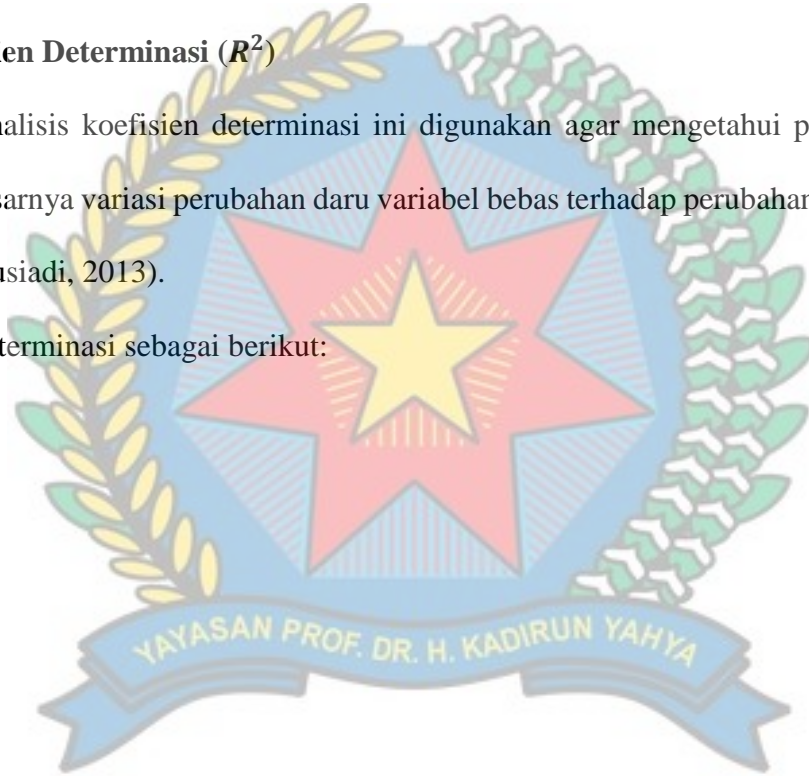 ien Determinasi (R²)
nalisis koefisien determinasi ini digunakan agar mengetahui p
sarnya variasi perubahan daru variabel bebas terhadap perubahan
usiadi, 2013).
terminasi sebagai berikut:
YAYASAN PROF. DR. H. KADIRUN YAHYA